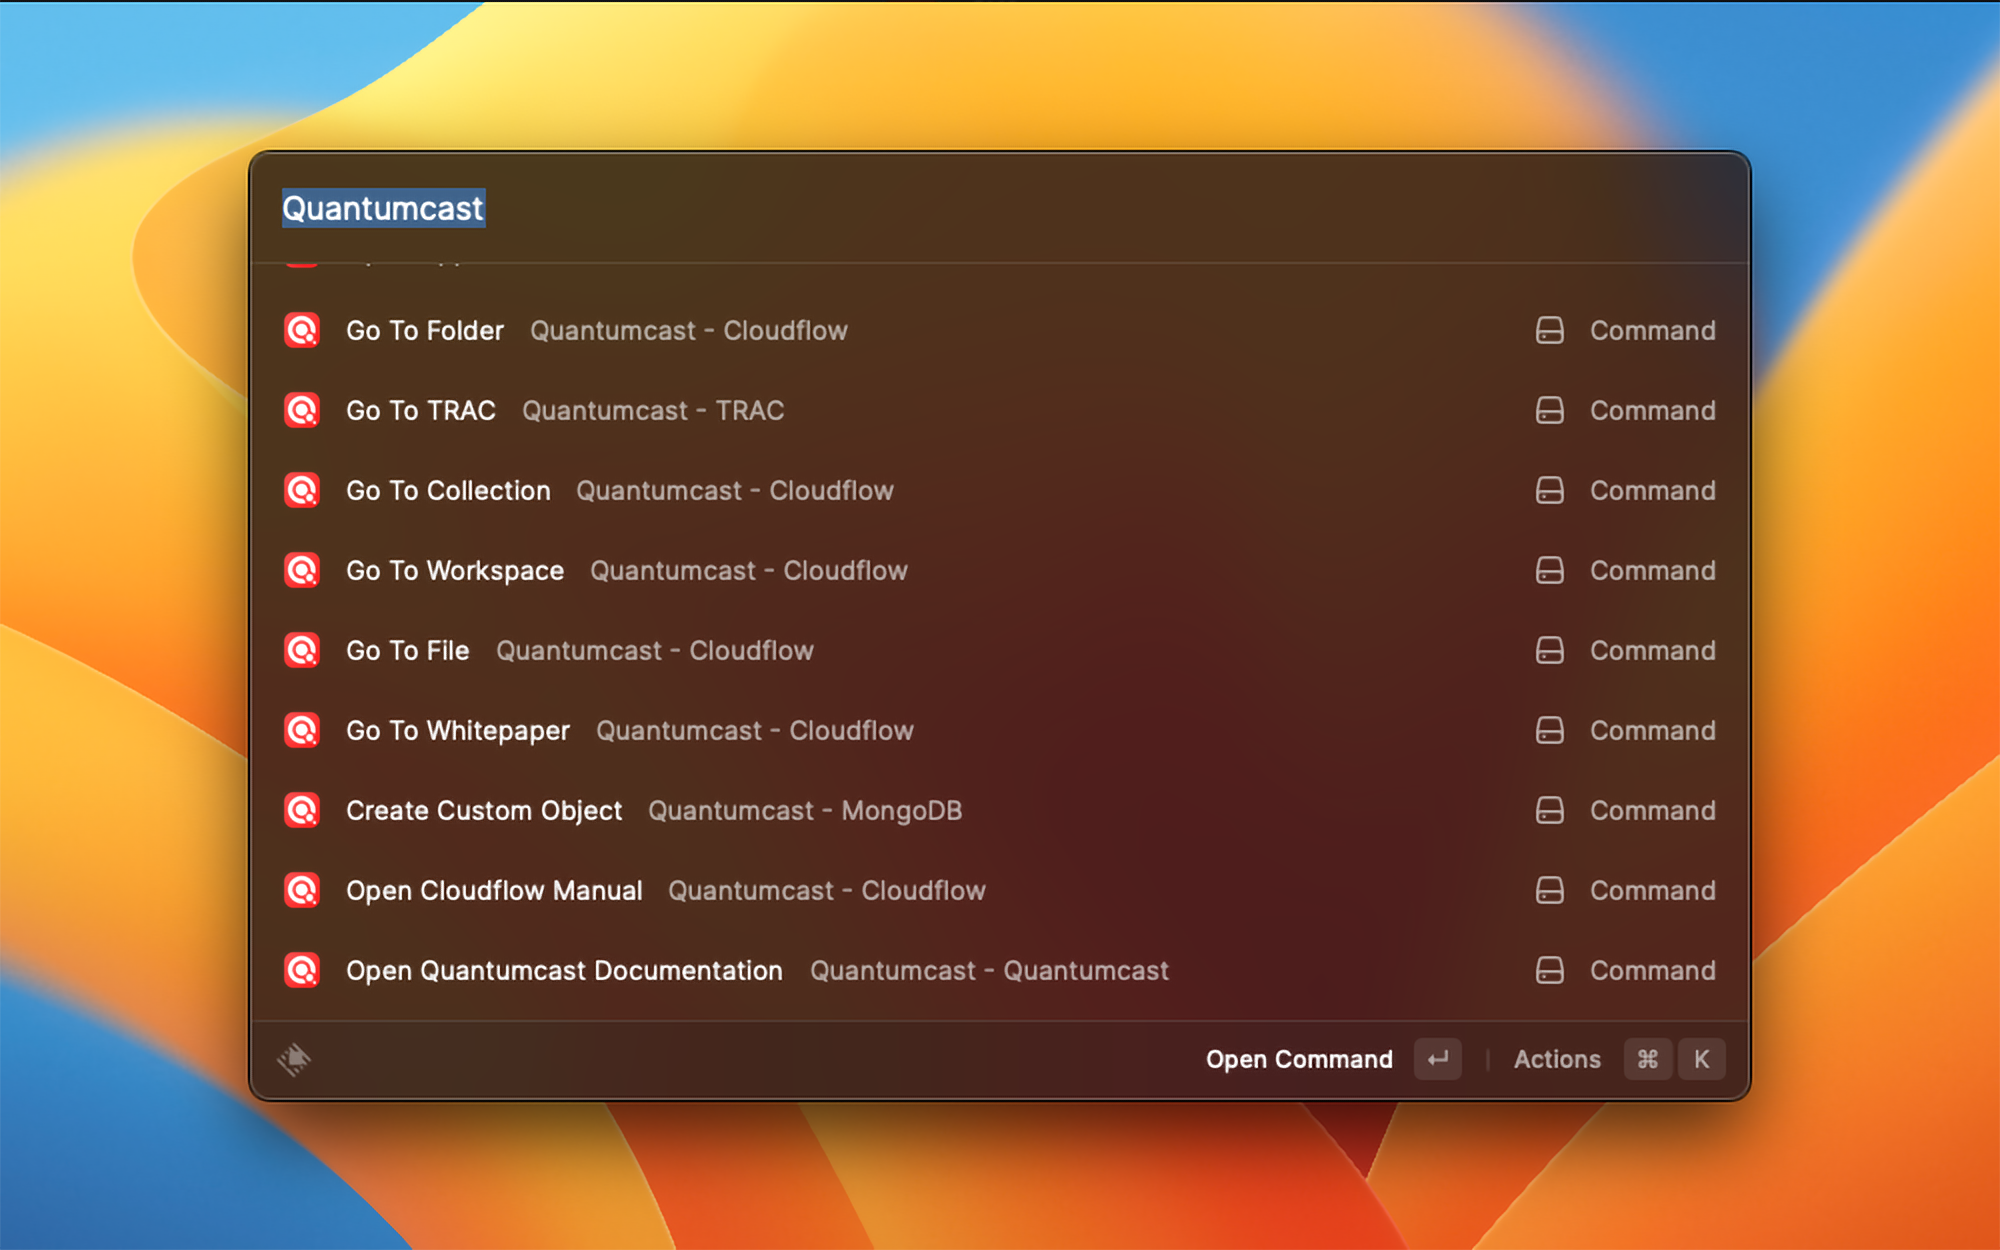 Quantumcast
Go To Folder Quantumcast - Cloudflow Command
Go To TRAC Quantumcast - TRAC Command
Go To Collection Quantumcast - Cloudflow Command
Go To Workspace Quantumcast - Cloudflow Command
Go To File Quantumcast - Cloudflow Command
Go To Whitepaper Quantumcast - Cloudflow Command
Create Custom Object Quantumcast - MongoDB Command
Open Cloudflow Manual Quantumcast - Cloudflow Command
Open Quantumcast Documentation Quantumcast - Quantumcast Command
Open Command ↵ Actions ⌘ K